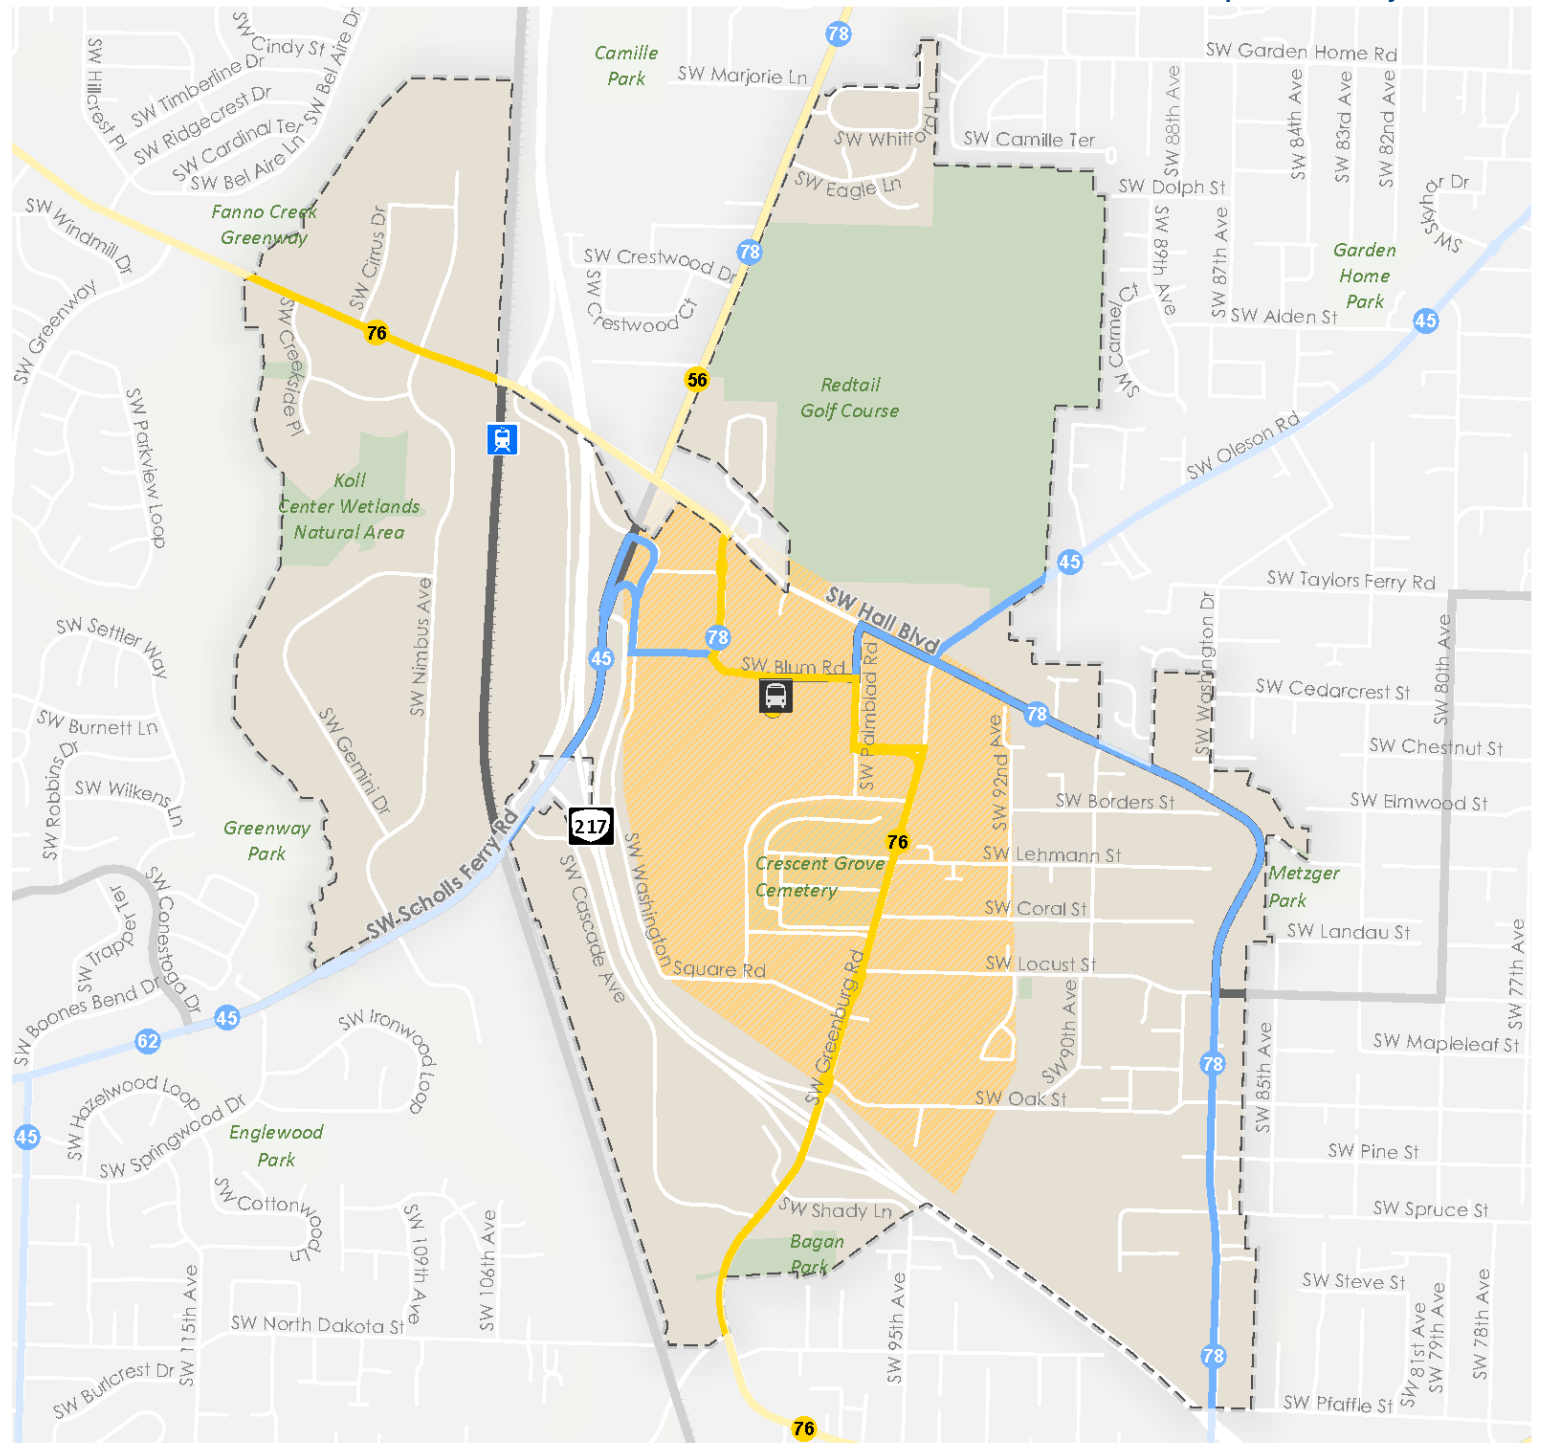 SW Cindy St
SW Bel Aire Dr
SW Hillcrest Pl
SW Timberline Dr
SW Ridgecrest Dr
SW Cardinal Ter
SW Bel Aire Ln
Camille
Park
SW Marjorie Ln
78
SW Garden Home Rd
SW Whitford Ln
SW Camille Ter
SW 88th Ave
SW 84th Ave
SW 83rd Ave
SW 82nd Ave
SW Eagle Ln
SW Dolph St
SW Skyhar Dr
SW Windmill Dr
Fanno Creek
Greenway
SW Cirrus Dr
SW Crestwood Dr
78
SW 89th Ave
SW 87th Ave
Garden
Home
Park
SW Greenway
SW Creekside Pl
76
SW Crestwood Ct
SW Carmel Ct
SW Alden St
45
56
Redtail
Golf Course
SW Parkview Loop
SW Oleson Rd
Koll
Center Wetlands
Natural Area
45
SW Taylors Ferry Rd
SW Hall Blvd
SW Settler Way
SW Nimbus Ave
45
78
SW Blum Rd
SW Palmblad Rd
SW Washington Dr
SW Cedarcrest St
SW 80th Ave
SW Burnett Ln
SW Gemini Dr
78
SW 92nd Ave
SW Chestnut St
SW Robbins Dr
SW Wilkens Ln
SW Borders St
SW Elmwood St
Greenway
Park
217
76
SW Lehmann St
SW Scholls Ferry Rd
SW Cascade Ave
SW Washington
Square Rd
Crescent Grove
Cemetery
Metzger
Park
SW Trapper Ter
SW Conestoga Dr
SW Coral St
SW Landau St
SW Locust St
SW 77th Ave
SW Boones Bend Dr
45
62
SW Ironwood Loop
SW Greenburg Rd
SW 90th Ave
SW 85th Ave
SW Mapleleaf St
78
SW Hazelwood Loop
SW Oak St
45
SW Springwood Dr
Englewood
Park
SW Pine St
SW Cottonwood Ln
SW 109th Ave
SW 106th Ave
SW Shady Ln
SW Spruce St
Bagan
Park
SW Steve St
SW 115th Ave
SW North Dakota St
SW 95th Ave
78
SW 81st Ave
SW 79th Ave
SW 78th Ave
SW Burlcrest Dr
SW Pfaffle St
76